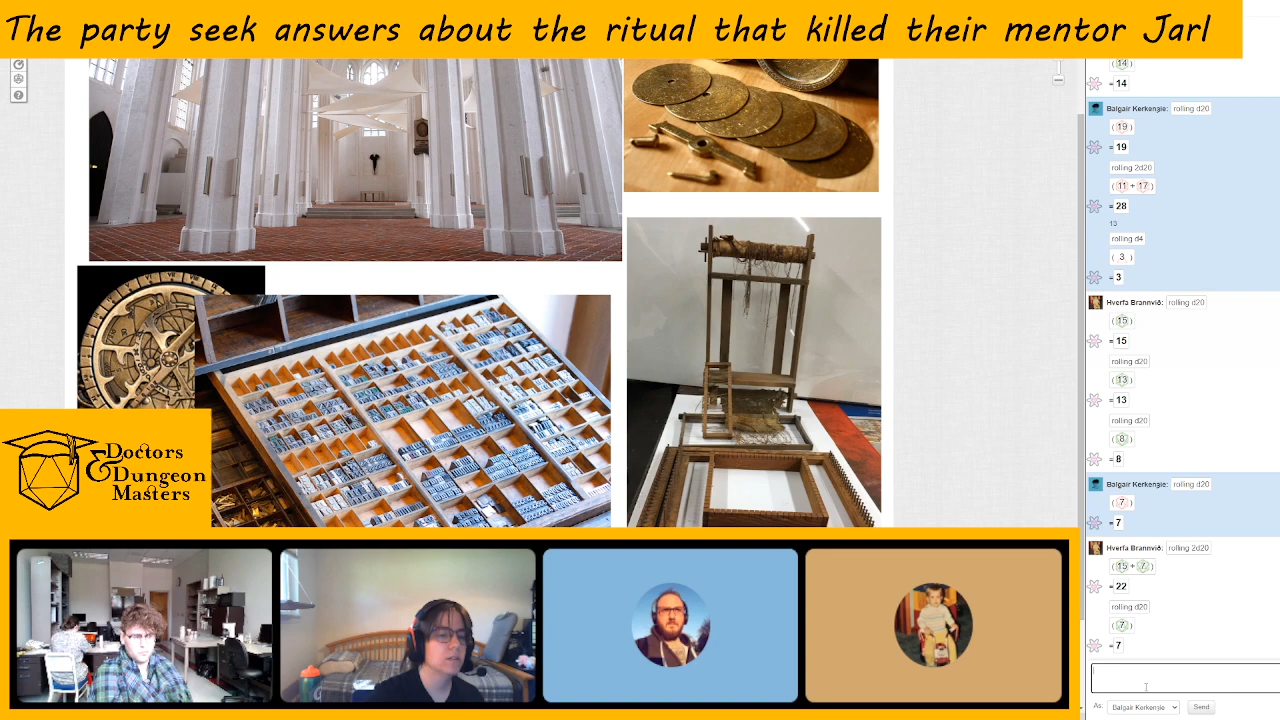 The party seek answers about the ritual that killed their mentor Jarl
(14)
= 14
Balgair Kerkenzie: rolling d20
(19)
= 19
rolling 2d20
(11 + 17)
= 28
13
rolling d4
(3)
= 3
Hverfa Brannvið: rolling d20
(15)
= 15
rolling d20
(13)
= 13
rolling d20
(8)
= 8
Balgair Kerkenzie: rolling d20
(7)
= 7
Hverfa Brannvið: rolling 2d20
(15 + 7)
= 22
rolling d20
(7)
= 7
As: Balgair Kerkenzie Send
Doctors
& Dungeon
Masters